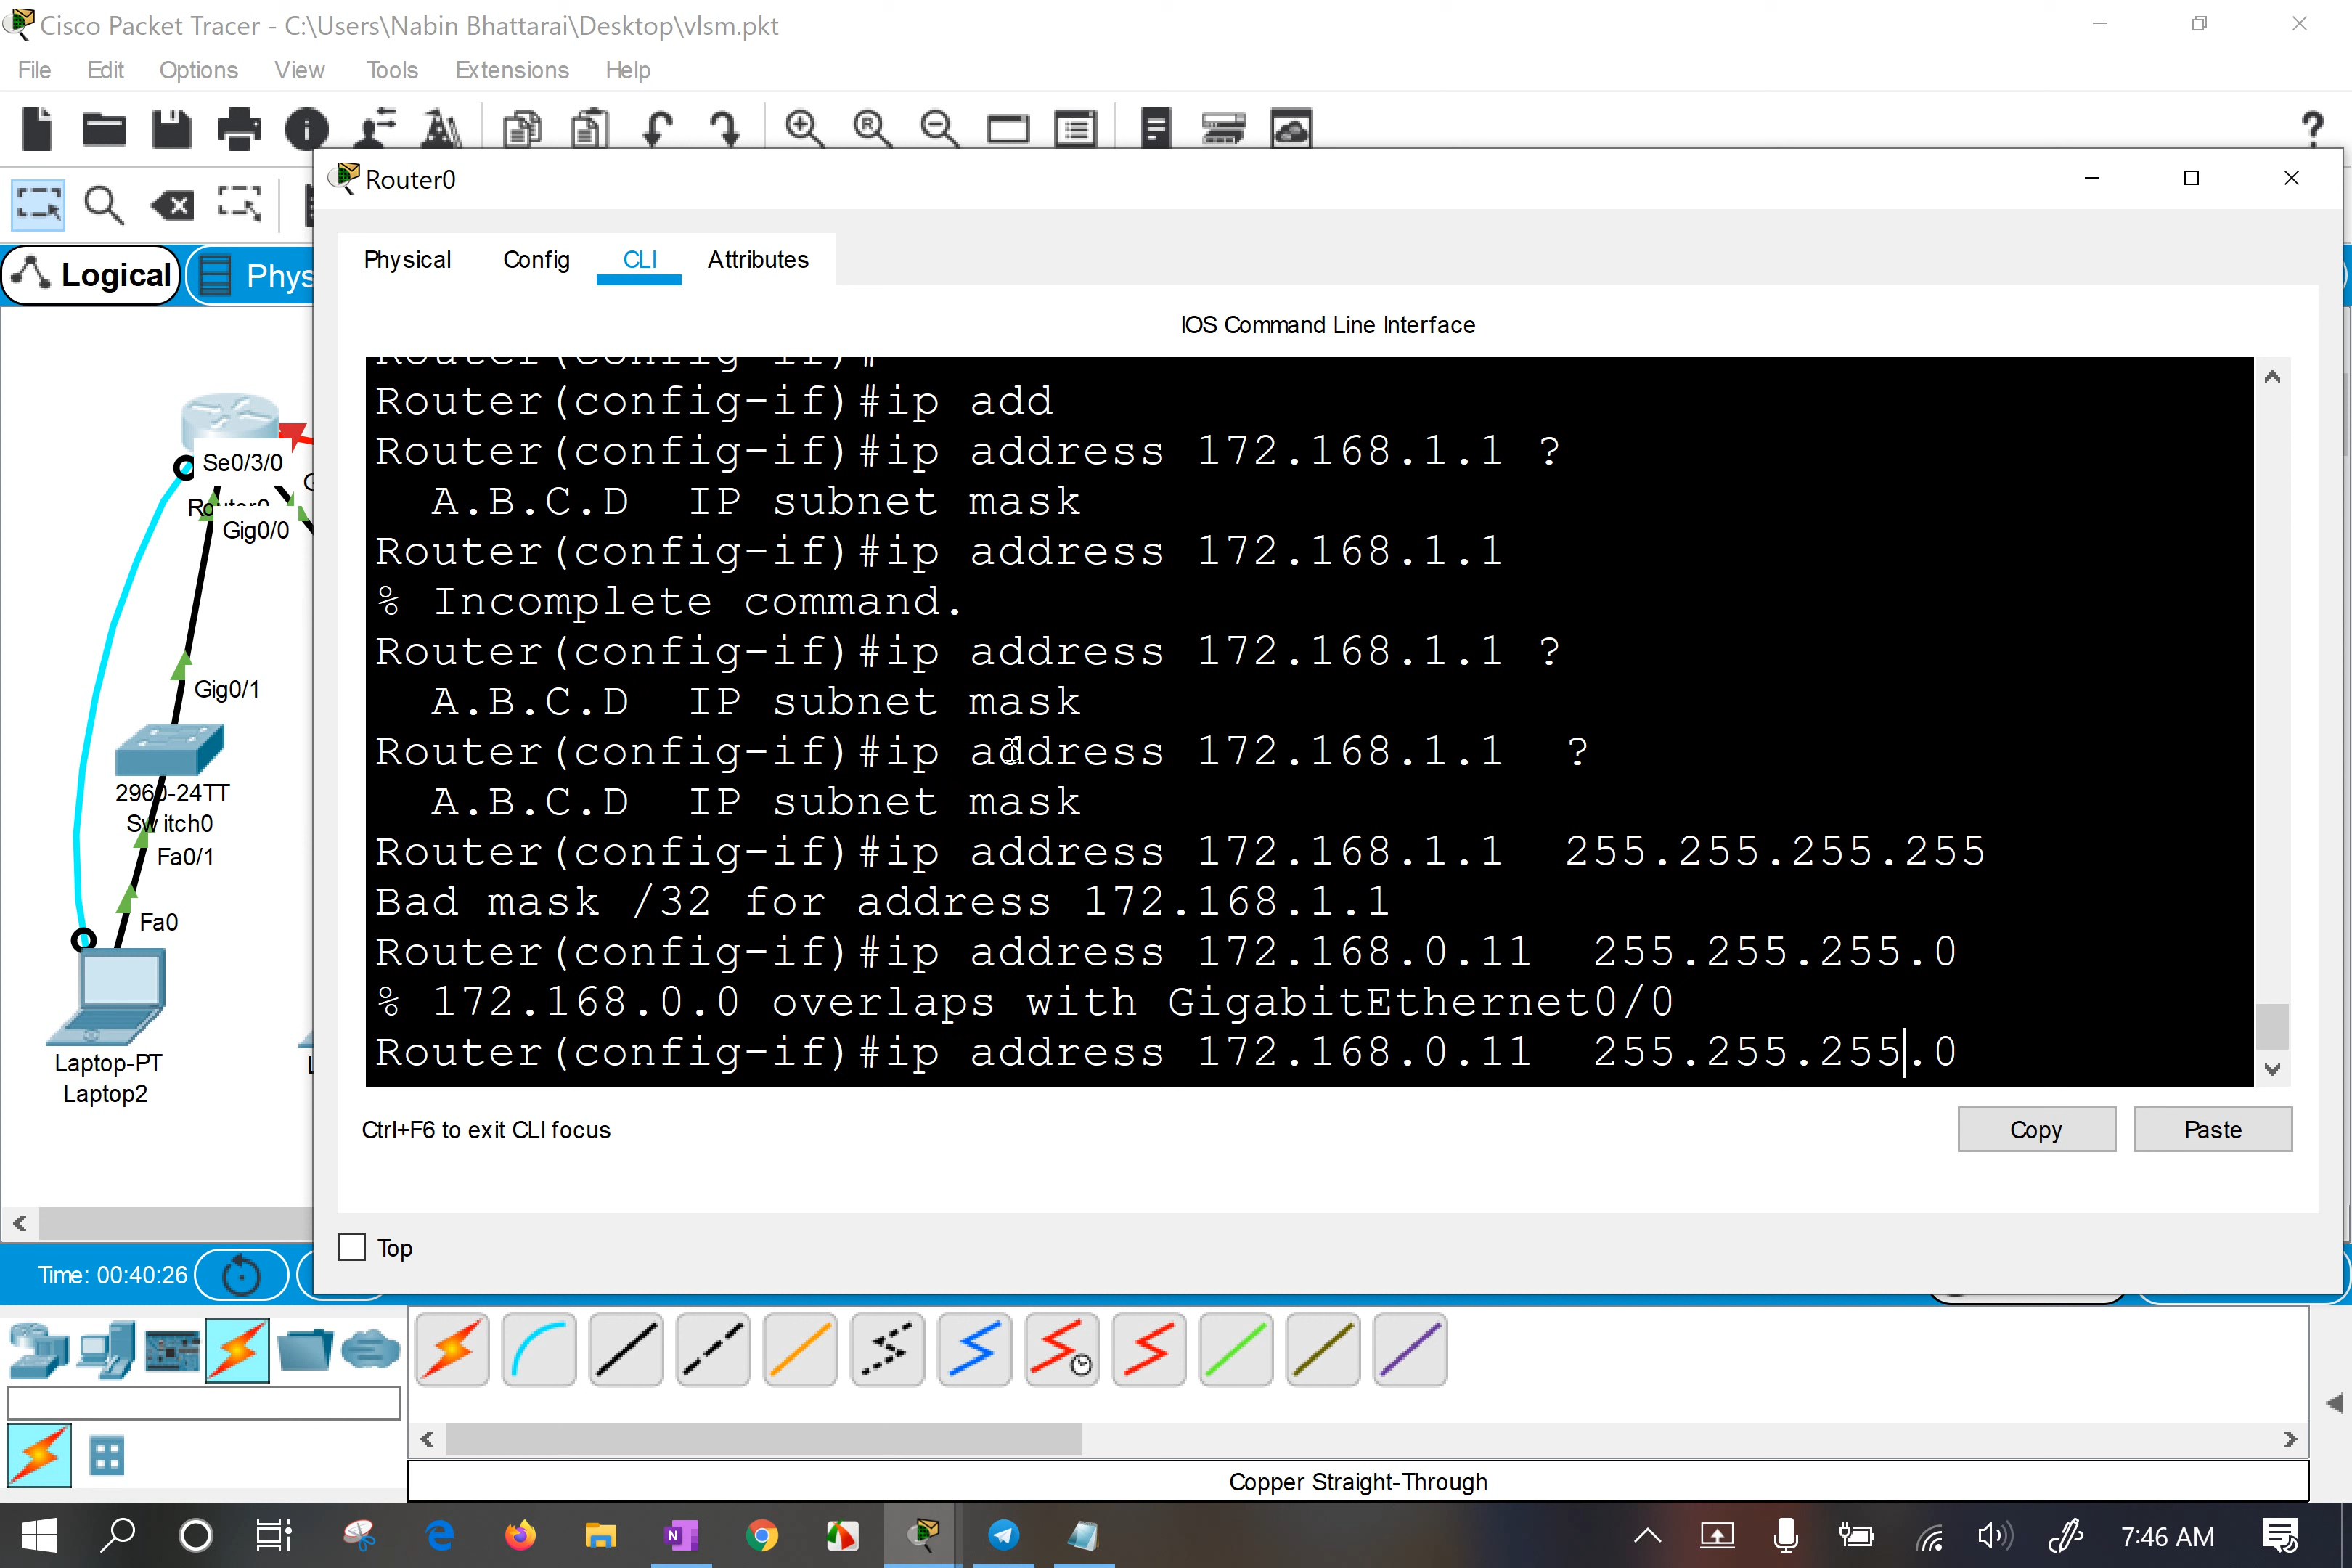 Cisco Packet Tracer - C:\Users\Nabin Bhattarai\Desktop\vlsm.pkt
File Edit Options View Tools Extensions Help
Router0
Physical Config CLI Attributes
Logical
IOS Command Line Interface
Router(config-if)#
Router(config-if)#ip add
Router(config-if)#ip address 172.168.1.1 ?
A.B.C.D IP subnet mask
Router(config-if)#ip address 172.168.1.1
% Incomplete command.
Router(config-if)#ip address 172.168.1.1 ?
A.B.C.D IP subnet mask
Router(config-if)#ip address 172.168.1.1 ?
A.B.C.D IP subnet mask
Router(config-if)#ip address 172.168.1.1 255.255.255.255
Bad mask /32 for address 172.168.1.1
Router(config-if)#ip address 172.168.0.11 255.255.255.0
% 172.168.0.0 overlaps with GigabitEthernet0/0
Router(config-if)#ip address 172.168.0.11 255.255.255.0
Se0/3/0
Gig0/0
Gig0/1
2960-24TT
Switch0
Fa0/1
Fa0
Laptop-PT
Laptop2
Ctrl+F6 to exit CLI focus
Copy
Paste
Top
Time: 00:40:26
Copper Straight-Through
7:46 AM